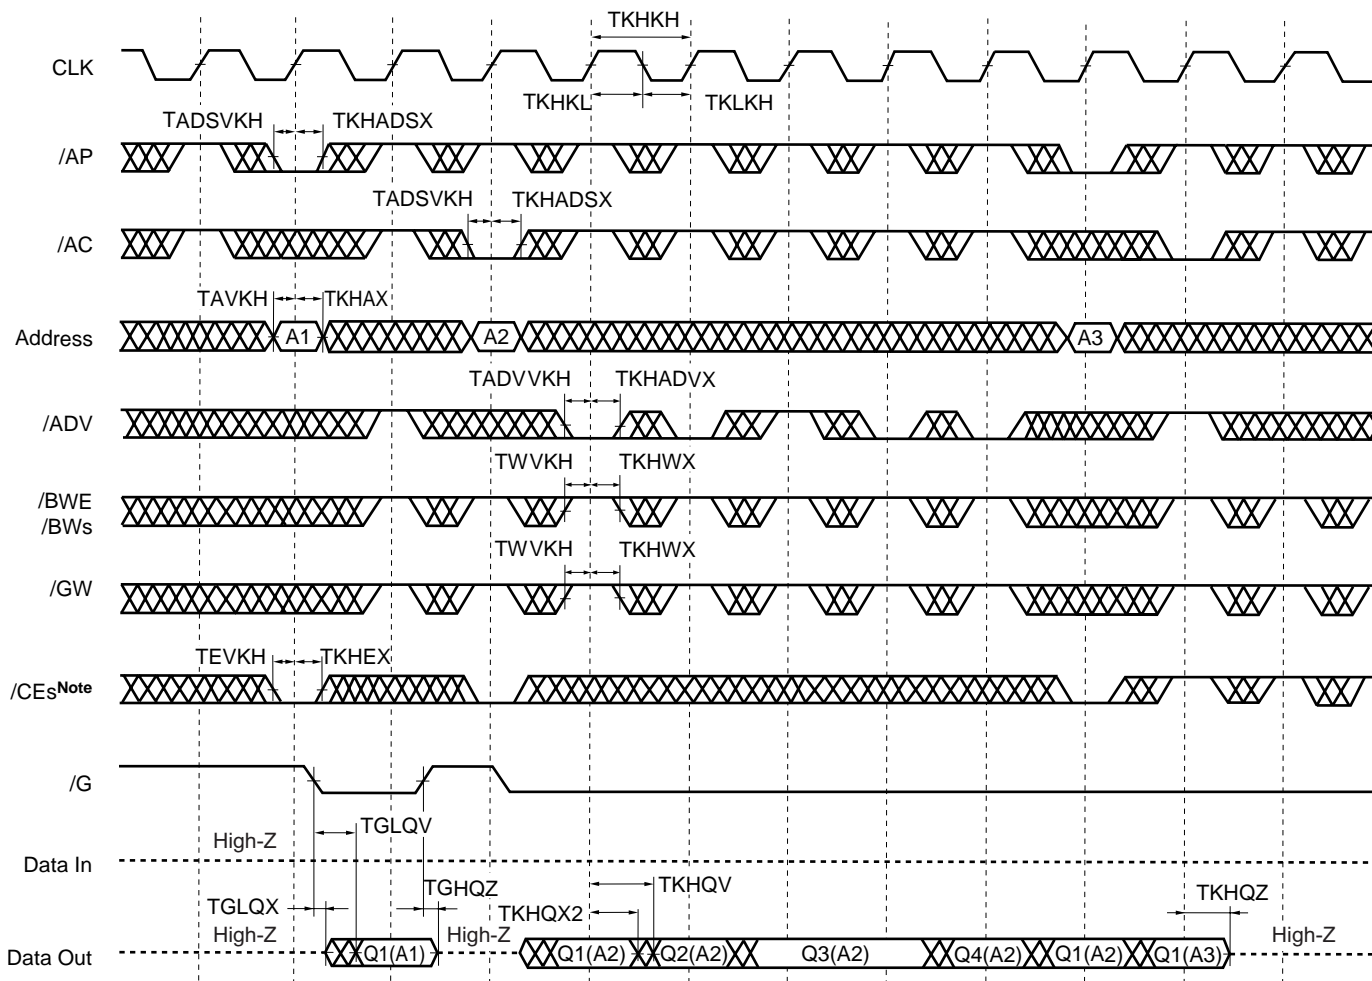 TKHKH
CLK
TKHKL TKLKH
TADSVKH TKHADSX
/AP
TADSVKH TKHADSX
/AC
TAVKH TKHAX
Address A1 A2 A3
TADVVKH TKHADVX
/ADV
TWVKH TKHWX
/BWE
/BWs
TWVKH TKHWX
/GW
TEVKH TKHEX
/CEsNote
/G
TGLQV
High-Z
Data In
TGHQZ TKHQV
TGLQX TKHQX2 TKHQZ
High-Z High-Z High-Z
Data Out Q1(A1) Q1(A2) Q2(A2) Q3(A2) Q4(A2) Q1(A2) Q1(A3)